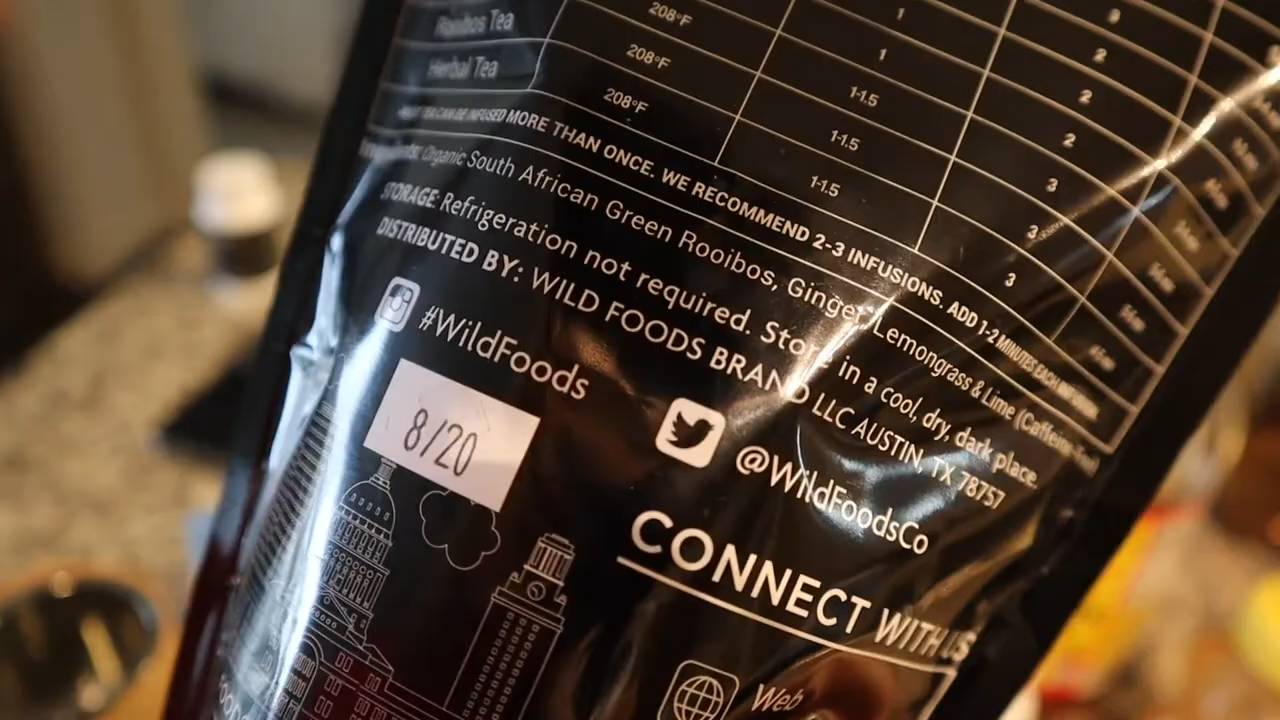 208°F 1 3
Rooibos Tea 208°F 1 2
Herbal Tea 208°F 1-1.5 2
1-1.5 2
1-1.5 3
3
3
MORE THAN ONCE. WE RECOMMEND 2-3 INFUSIONS. ADD 1-2 MINUTES EACH
Organic South African Green Rooibos, Ginger, Lemongrass & Lime (Caffeine-Free)
STORAGE: Refrigeration not required. Store in a cool, dry, dark place.
DISTRIBUTED BY: WILD FOODS BRAND LLC AUSTIN, TX 78757
#WildFoods
@WildFoodsCo
8/20
CONNECT WITH US
Web